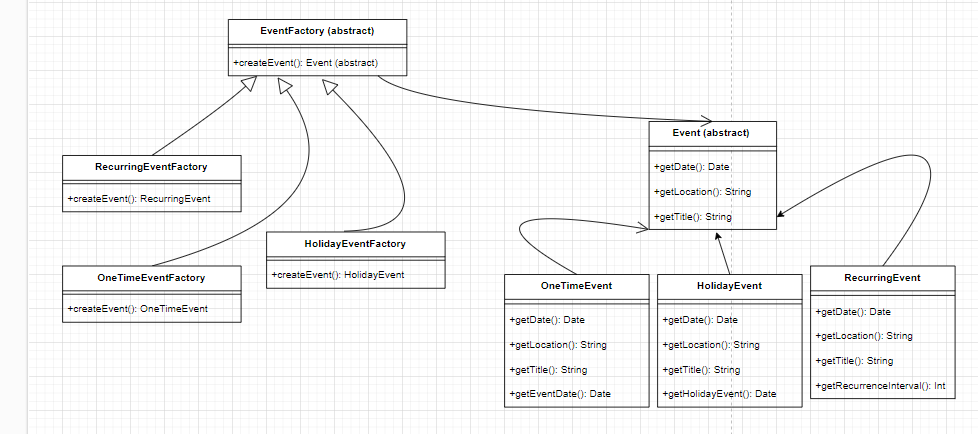 EventFactory (abstract)
+createEvent(): Event (abstract)
Event (abstract)
+getDate(): Date
+getLocation(): String
+getTitle(): String
RecurringEventFactory
+createEvent(): RecurringEvent
HolidayEventFactory
+createEvent(): HolidayEvent
OneTimeEventFactory
+createEvent(): OneTimeEvent
OneTimeEvent
+getDate(): Date
+getLocation(): String
+getTitle(): String
+getEventDate(): Date
HolidayEvent
+getDate(): Date
+getLocation(): String
+getTitle(): String
+getHolidayEvent(): Date
RecurringEvent
+getDate(): Date
+getLocation(): String
+getTitle(): String
+getRecurrenceInterval(): Int